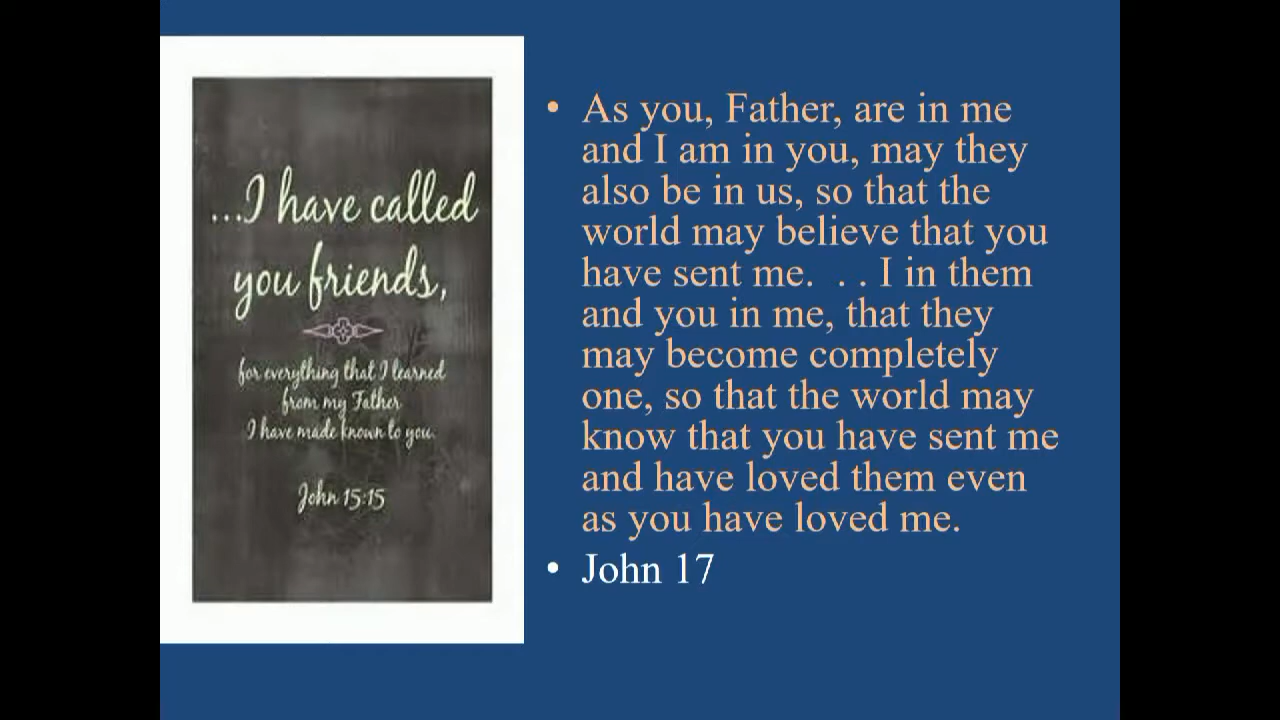 ...I have called
you friends,
for everything that I learned
from my Father
I have made known to you.
John 15:15
• As you, Father, are in me
and I am in you, may they
also be in us, so that the
world may believe that you
have sent me.  . . I in them
and you in me, that they
may become completely
one, so that the world may
know that you have sent me
and have loved them even
as you have loved me.
• John 17